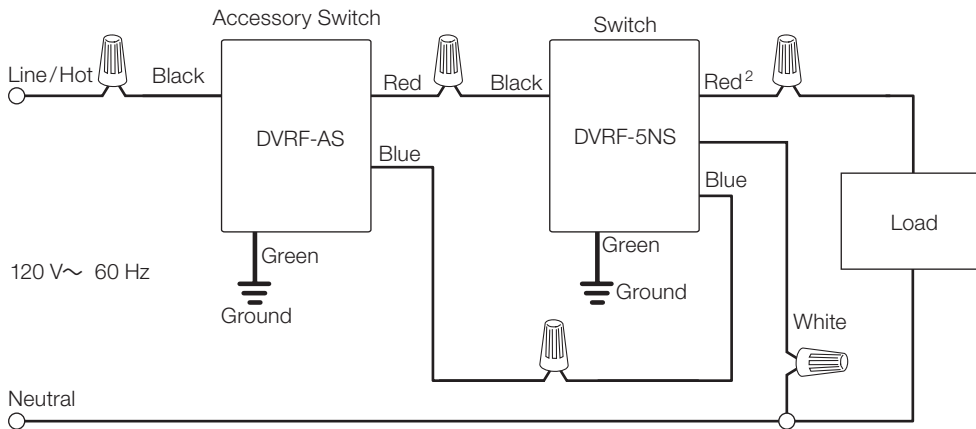 Accessory Switch
Switch
Line/Hot
Black
Red
Black
Red²
DVRF-AS
DVRF-5NS
Blue
Blue
Load
Green
Green
120 V~ 60 Hz
Ground
Ground
White
Neutral